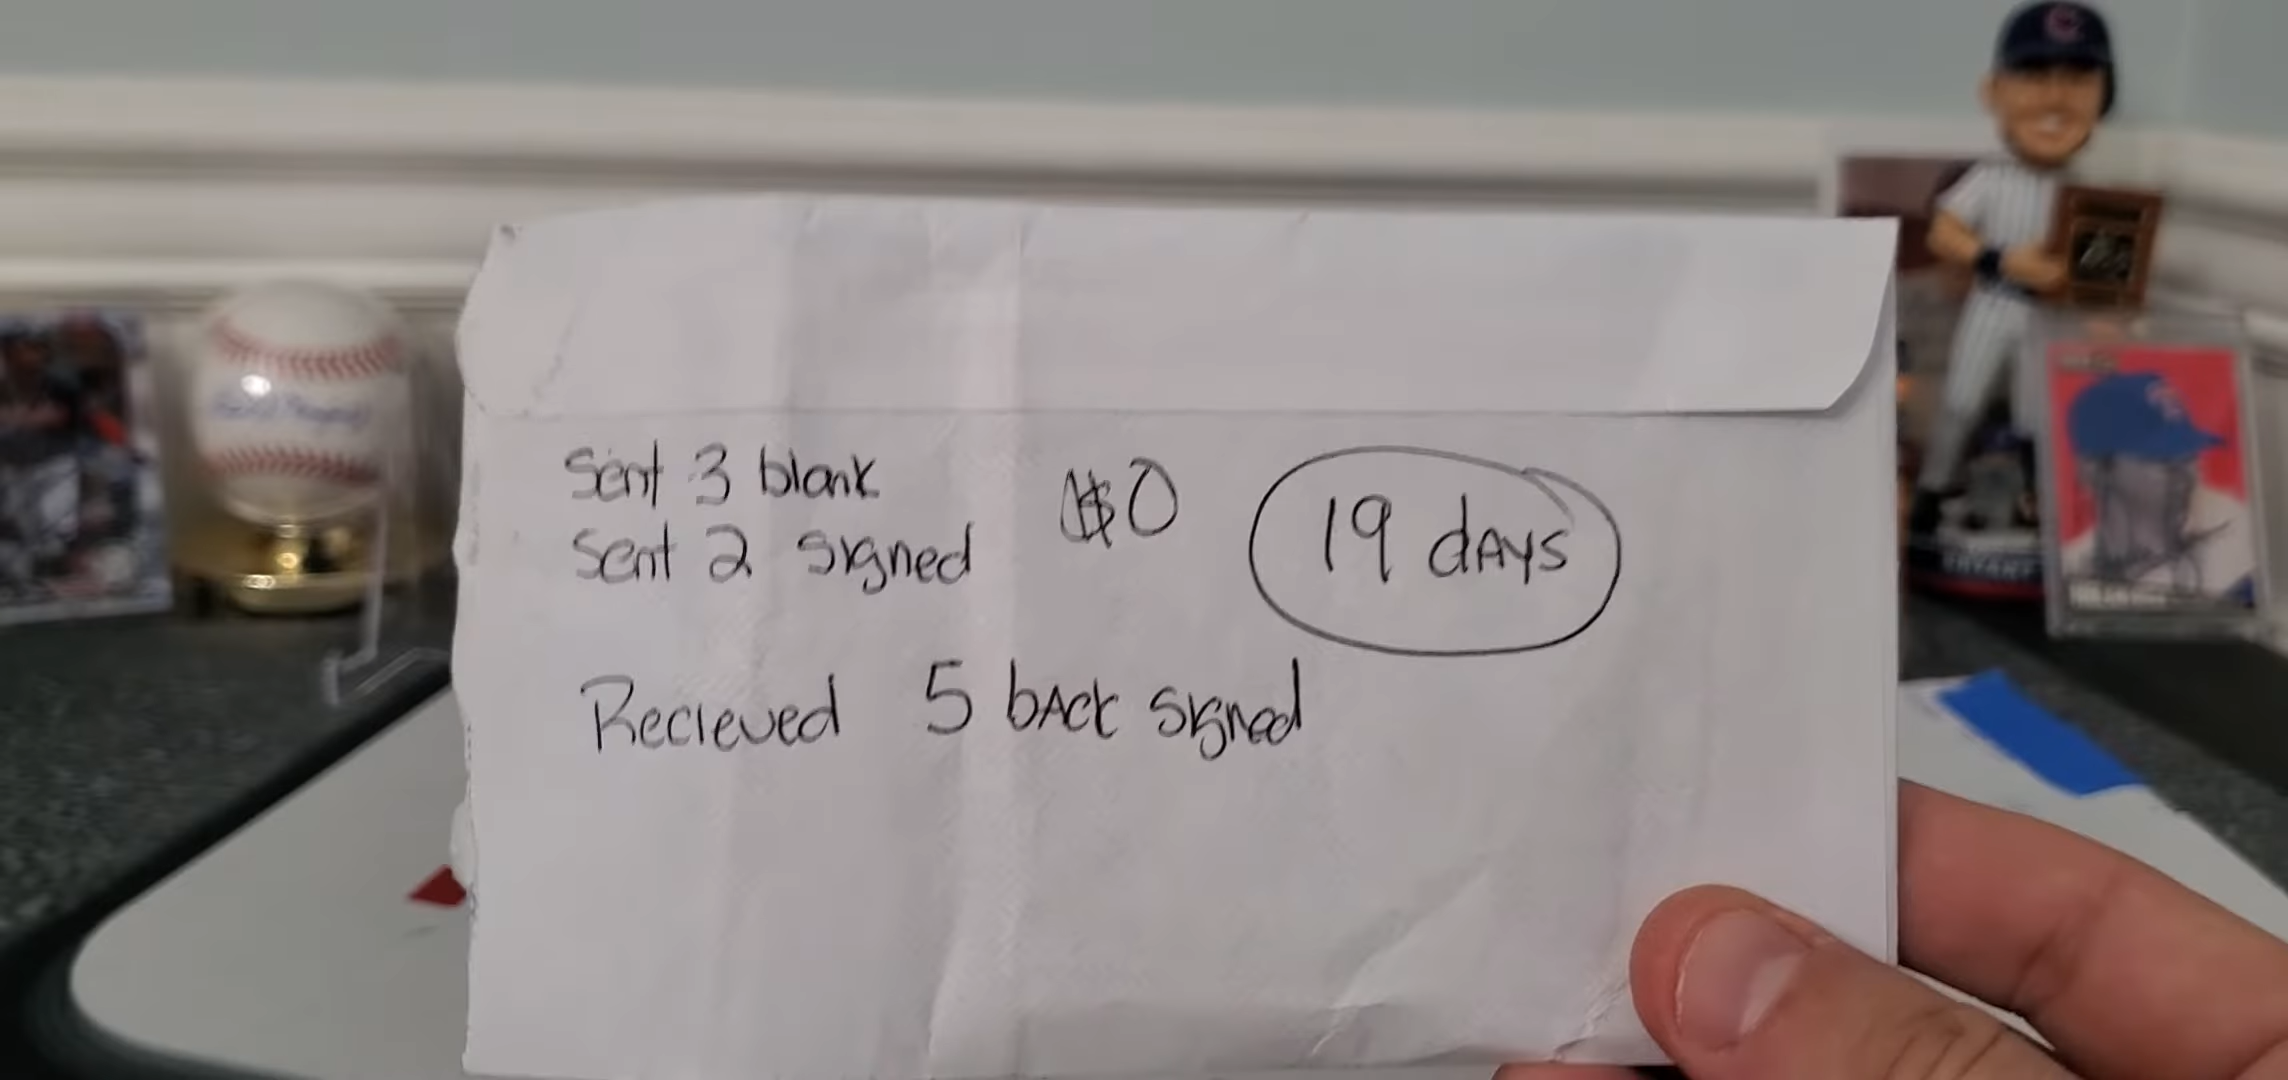 Sent 3 blank
Sent 2 signed
$0
19 dAYS
Recieved 5 bAck signed